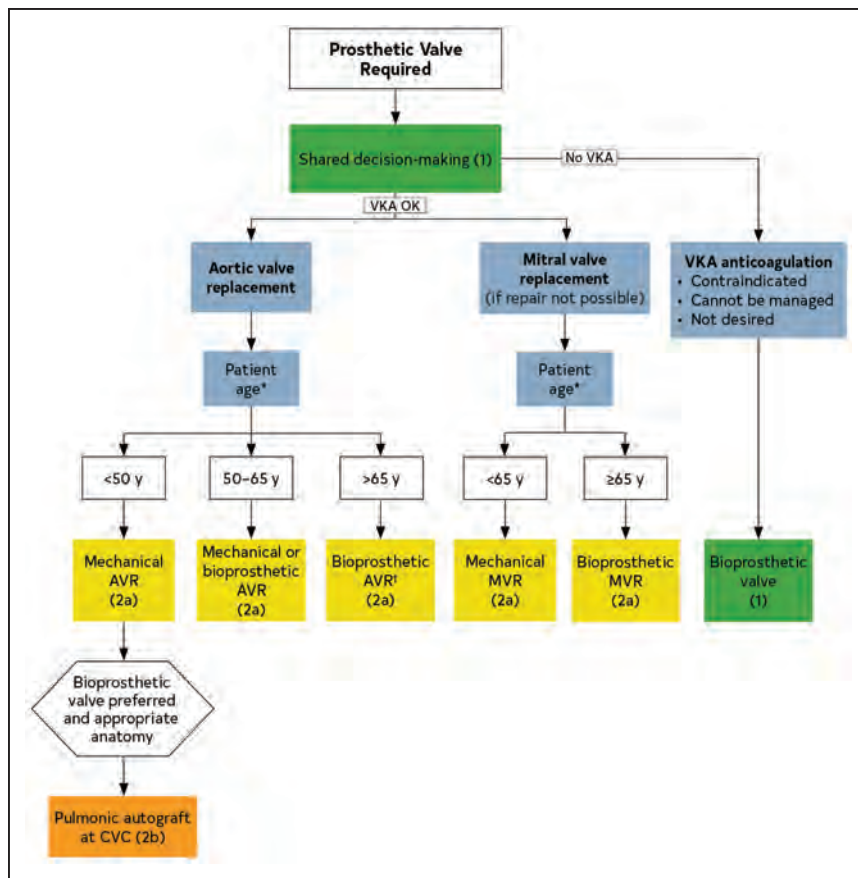 Prosthetic Valve
Required
Shared decision-making (1)
No VKA
VKA OK
Aortic valve
replacement
Mitral valve
replacement
(if repair not possible)
VKA anticoagulation
• Contraindicated
• Cannot be managed
• Not desired
Patient
age*
Patient
age*
<50 y
50–65 y
>65 y
<65 y
≥65 y
Mechanical
AVR
(2a)
Mechanical or
bioprosthetic
AVR
(2a)
Bioprosthetic
AVR†
(2a)
Mechanical
MVR
(2a)
Bioprosthetic
MVR
(2a)
Bioprosthetic
valve
(1)
Bioprosthetic
valve preferred
and appropriate
anatomy
Pulmonic autograft
at CVC (2b)